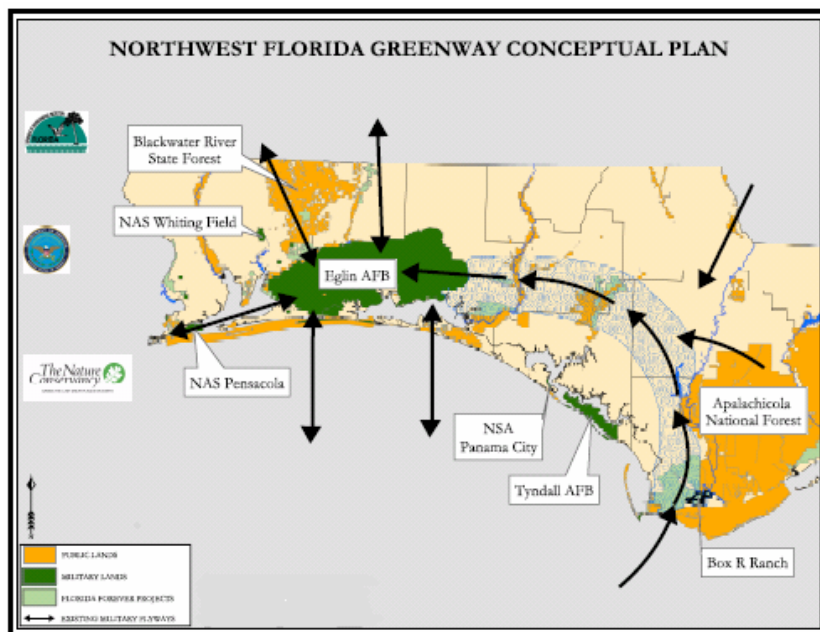 NORTHWEST FLORIDA GREENWAY CONCEPTUAL PLAN
FLORIDA
Blackwater River
State Forest
NAS Whiting Field
Eglin AFB
The Nature
Conservancy
NAS Pensacola
NSA
Panama City
Apalachicola
National Forest
Tyndall AFB
Box R Ranch
PUBLIC LANDS
MILITARY LANDS
FLORIDA FOREVER PROJECTS
EXISTING MILITARY FLYWAYS